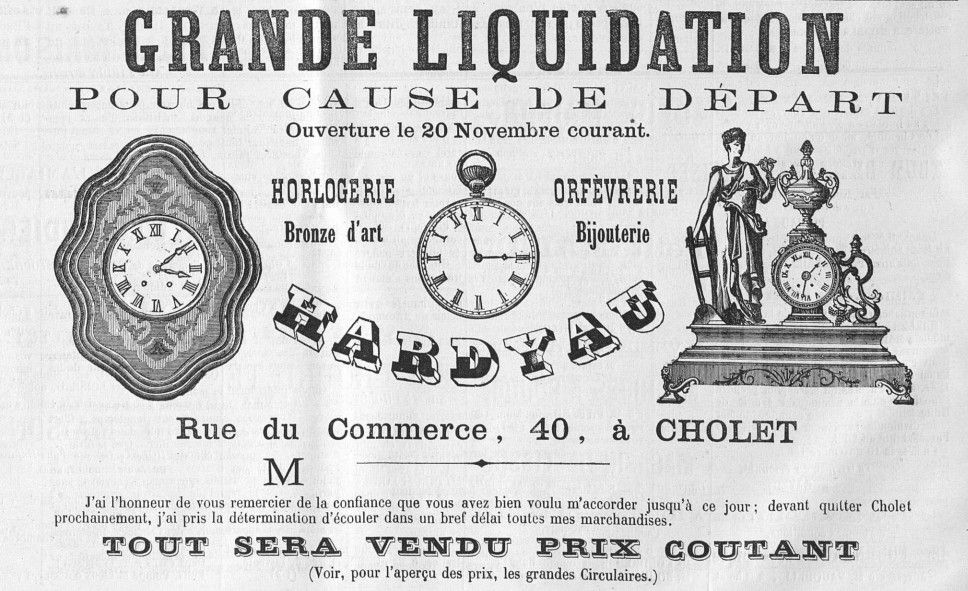 GRANDE LIQUIDATION
POUR CAUSE DE DÉPART
Ouverture le 20 Novembre courant.
HORLOGERIE
Bronze d'art
ORFÈVRERIE
Bijouterie
HARDYAU
Rue du Commerce, 40, à CHOLET
M
J'ai l'honneur de vous remercier de la confiance que vous avez bien voulu m'accorder jusqu'à ce jour; devant quitter Cholet
prochainement, j'ai pris la détermination d'écouler dans un bref délai toutes mes marchandises.
TOUT SERA VENDU PRIX COUTANT
(Voir, pour l'aperçu des prix, les grandes Circulaires.)